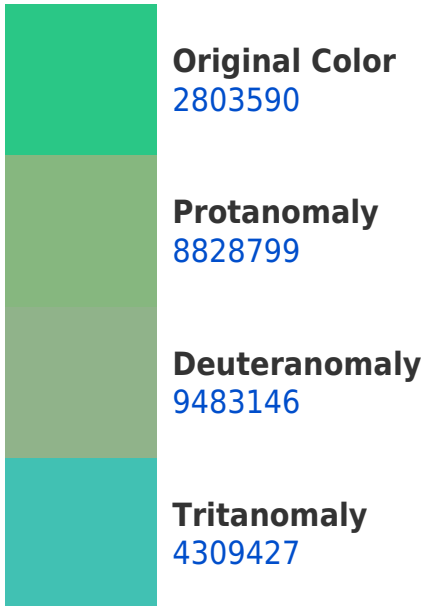 Original Color
2803590
Protanomaly
8828799
Deuteranomaly
9483146
Tritanomaly
4309427